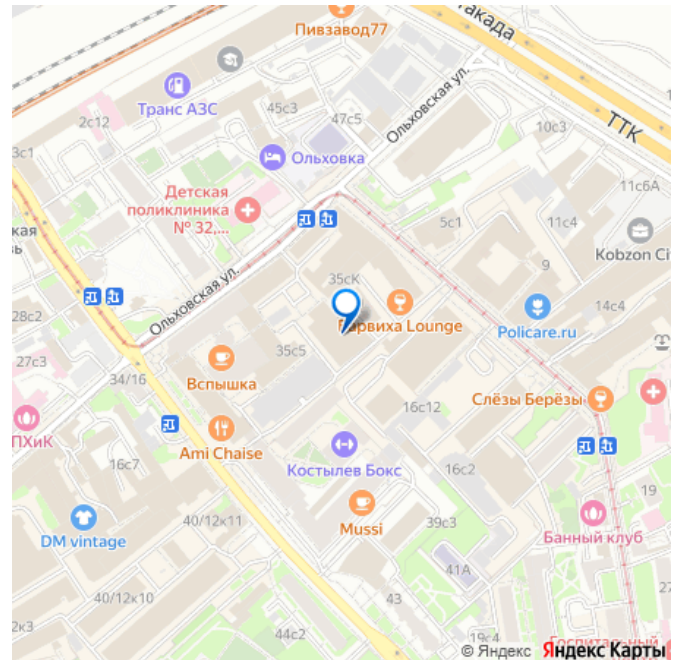 Пивзавод77
ТТК
Транс АЗС
45с3
2с12
47с5
Ольховская ул.
10с3
3с1
Ольховка
Детская
поликлиника
№ 32,...
11с6А
5с1
11с4
Kobzon Ci
9
35сК
Ольховская ул.
14с4
28с2
Policare.ru
27с3
35с5
34/16
Вспышка
Слёзы Берёзы
16с12
ПХиК
Ami Chaise
16с7
Костылев Бокс
16с2
19
DM vintage
40/12к11
Mussi
39с3
Банный клуб
41А
40/12к10
43
2к3
44с2
19с4
© Яндекс Яндекс Карты